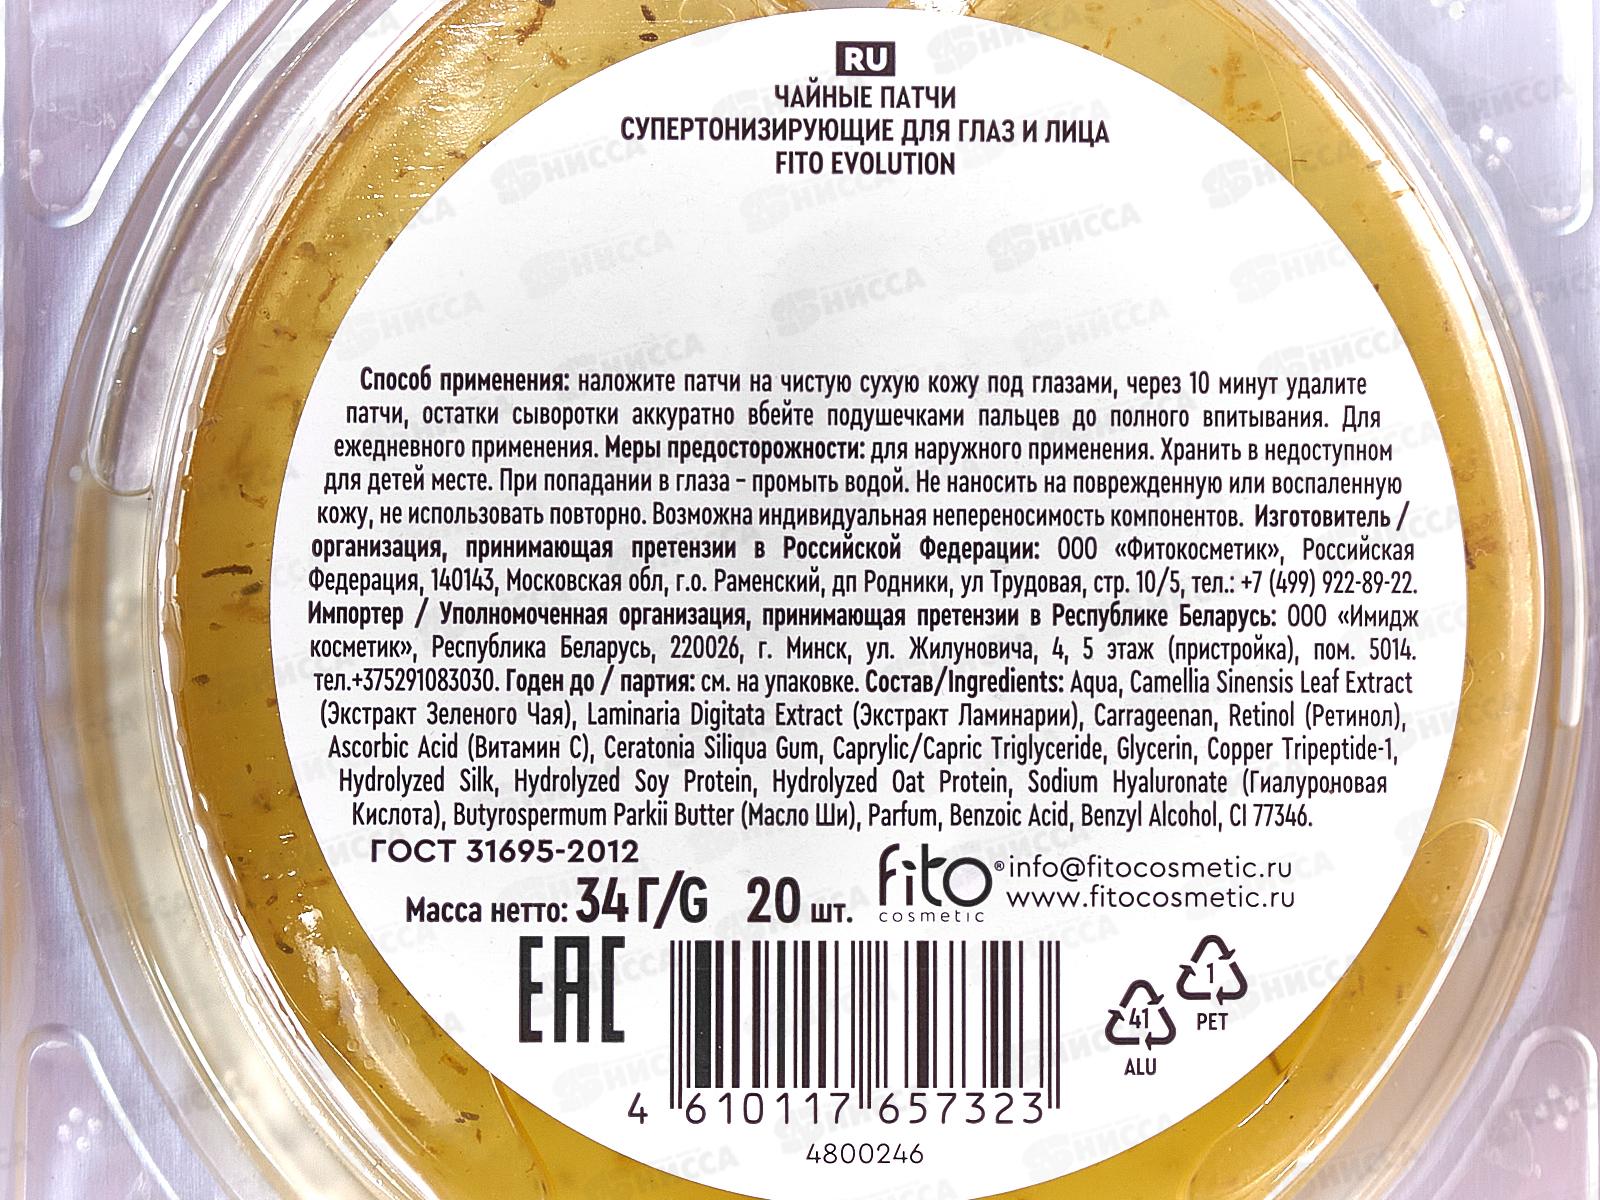 RU
ЧАЙНЫЕ ПАТЧИ
СУПЕРТОНИЗИРУЮЩИЕ ДЛЯ ГЛАЗ И ЛИЦА
FITO EVOLUTION
Способ применения: наложите патчи на чистую сухую кожу под глазами, через 10 минут удалите
патчи, остатки сыворотки аккуратно вбейте подушечками пальцев до полного впитывания. Для
ежедневного применения. Меры предосторожности: для наружного применения. Хранить в недоступном
для детей месте. При попадании в глаза – промыть водой. Не наносить на поврежденную или воспаленную
кожу, не использовать повторно. Возможна индивидуальная непереносимость компонентов. Изготовитель /
организация, принимающая претензии в Российской Федерации: ООО «Фитокосметик», Российская
Федерация, 140143, Московская обл, г.о. Раменский, дп Родники, ул Трудовая, стр. 10/5, тел.: +7 (499) 922-89-22.
Импортер / Уполномоченная организация, принимающая претензии в Республике Беларусь: ООО «Имидж
косметик», Республика Беларусь, 220026, г. Минск, ул. Жилуновича, 4, 5 этаж (пристройка), пом. 5014.
тел.+375291083030. Годен до / партия: см. на упаковке. Состав/Ingredients: Aqua, Camellia Sinensis Leaf Extract
(Экстракт Зеленого Чая), Laminaria Digitata Extract (Экстракт Ламинарии), Carrageenan, Retinol (Ретинол),
Ascorbic Acid (Витамин С), Ceratonia Siliqua Gum, Caprylic/Capric Triglyceride, Glycerin, Copper Tripeptide-1,
Hydrolyzed Silk, Hydrolyzed Soy Protein, Hydrolyzed Oat Protein, Sodium Hyaluronate (Гиалуроновая
Кислота), Butyrospermum Parkii Butter (Масло Ши), Parfum, Benzoic Acid, Benzyl Alcohol, CI 77346.
ГОСТ 31695-2012
Масса нетто: 34 Г/G 20 шт.
fito® cosmetic
info@fitocosmetic.ru
www.fitocosmetic.ru
EAC
41
ALU
1
PET
4 610117 657323
4800246
НИССА